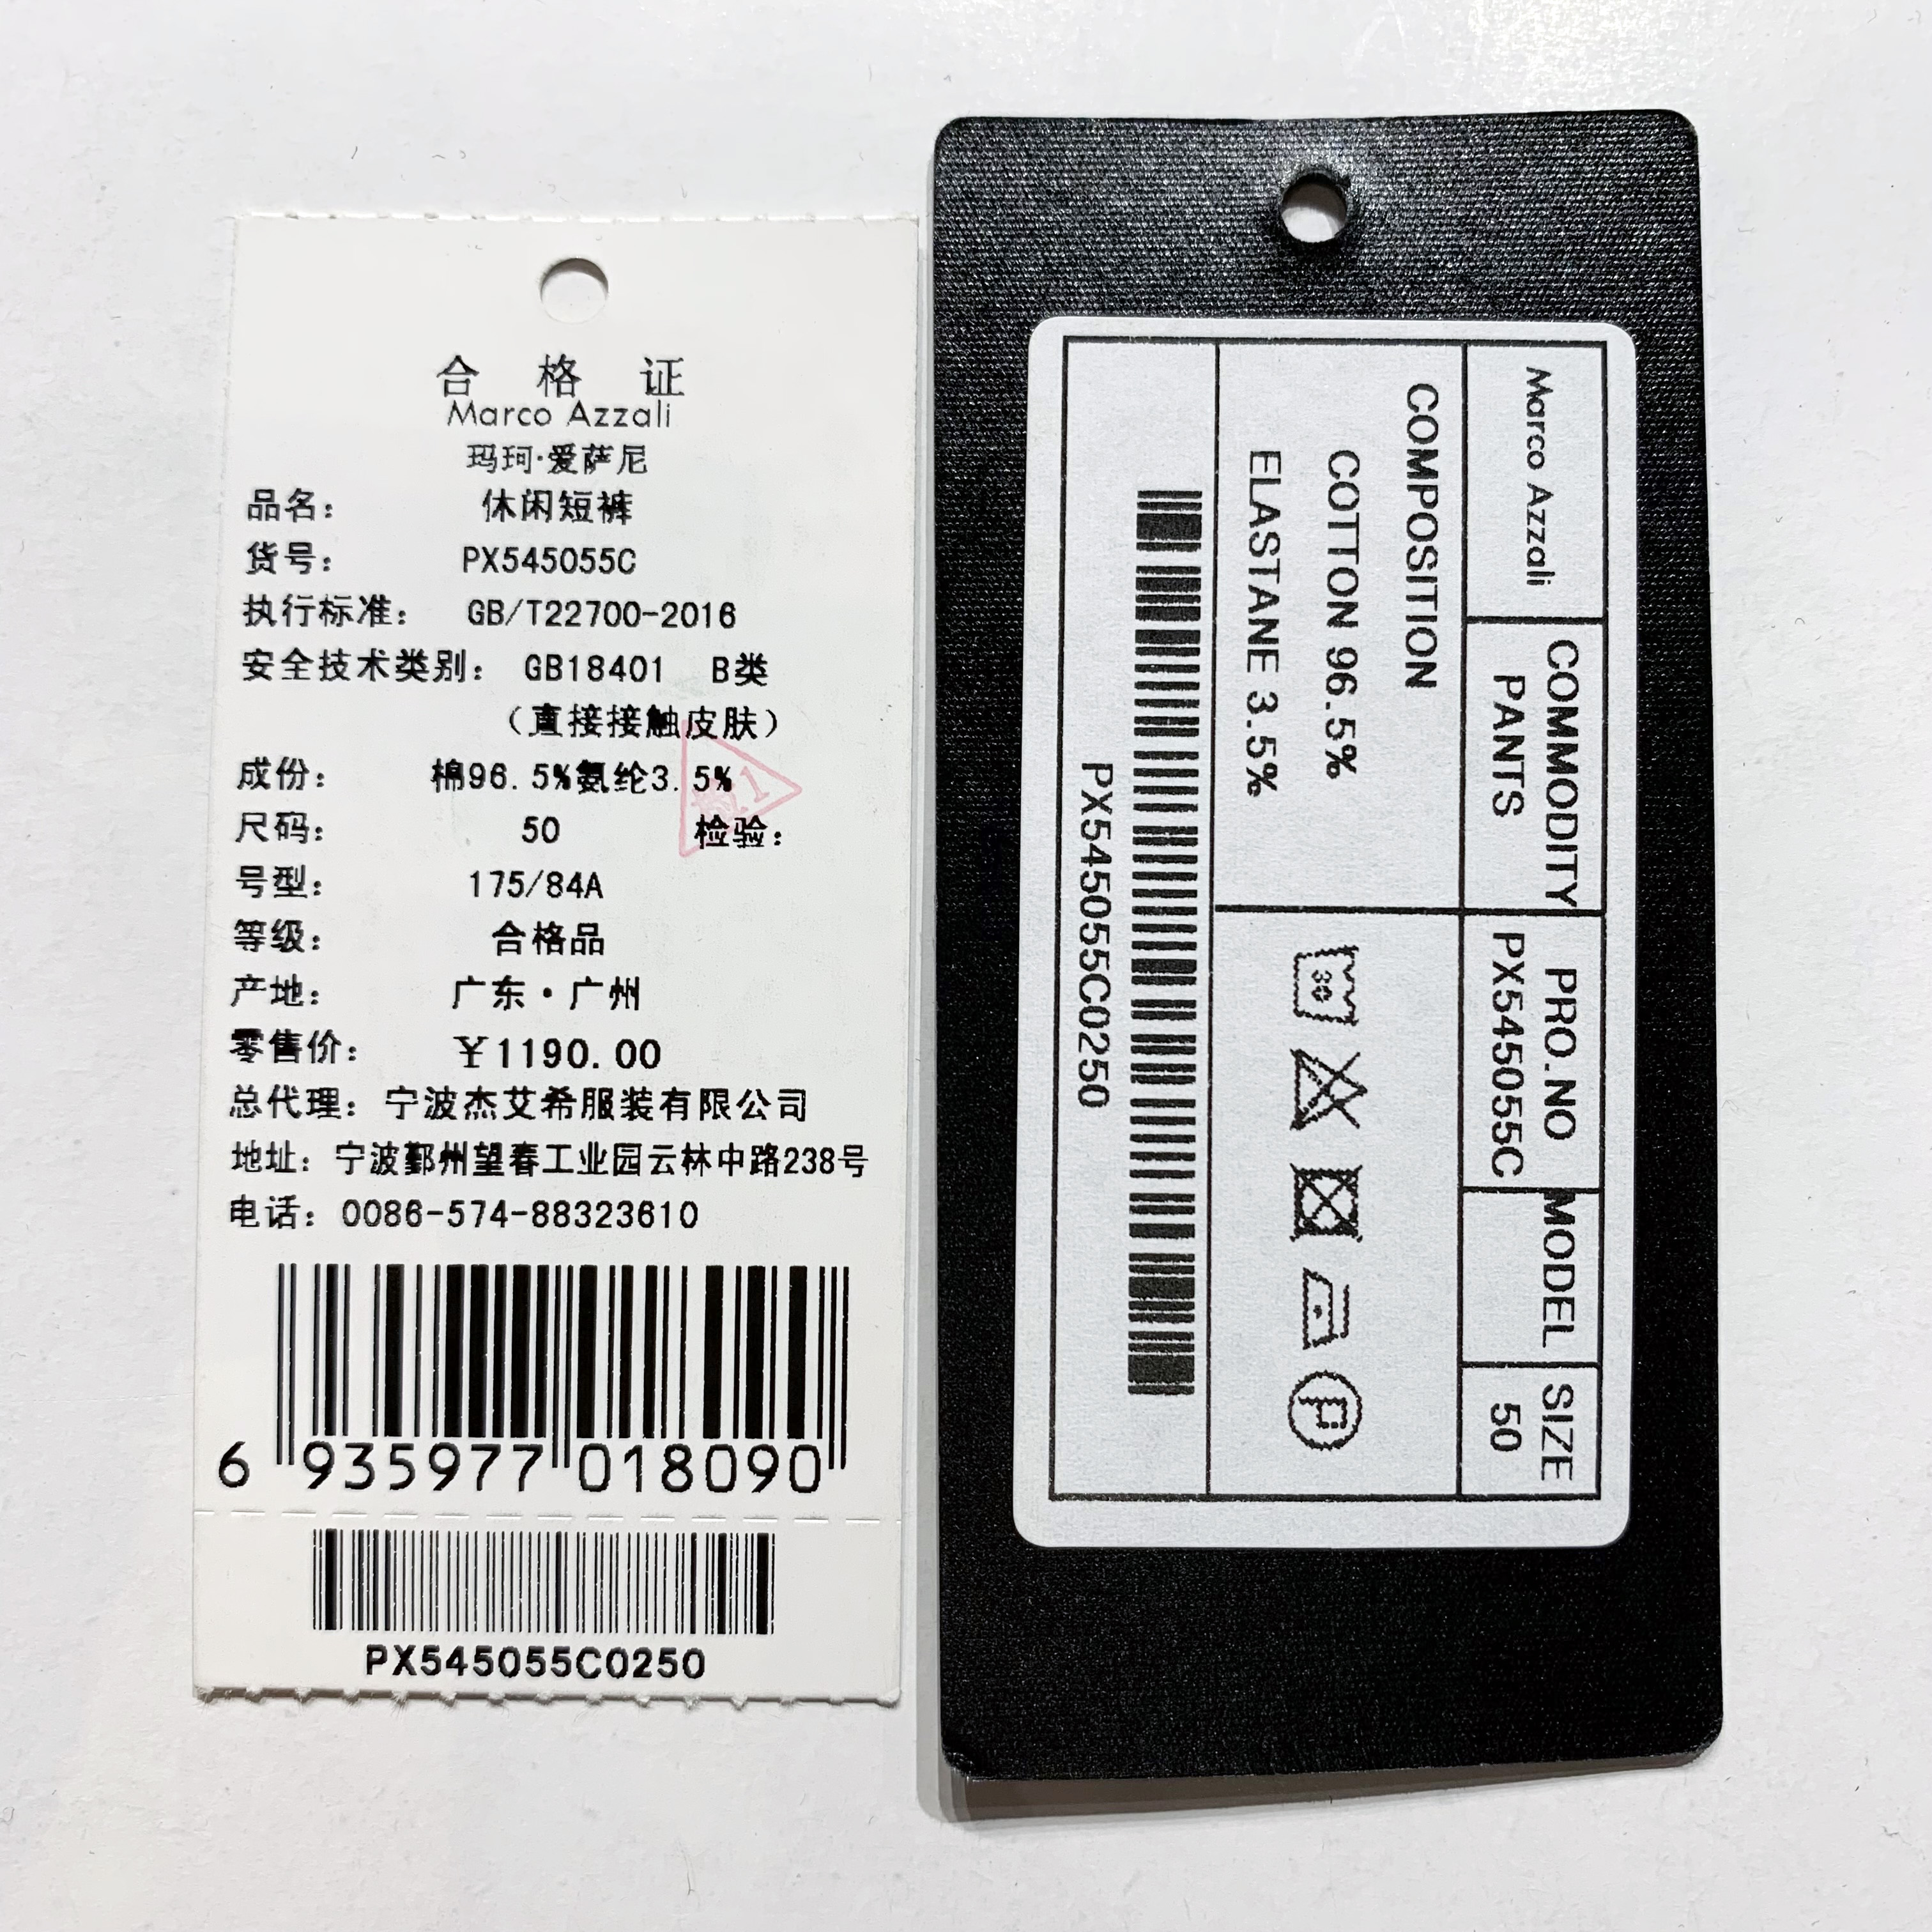 合 格 证
Marco Azzali
玛珂·爱萨尼
品名： 休闲短裤
货号： PX545055C
执行标准： GB/T22700-2016
安全技术类别： GB18401 B类
（直接接触皮肤）
成份： 棉96.5%氨纶3.5%
尺码： 50 检验：
号型： 175/84A
等级： 合格品
产地： 广东·广州
零售价： ¥1190.00
总代理：宁波杰艾希服装有限公司
地址：宁波鄞州望春工业园云林中路238号
电话：0086-574-88323610
6 935977 018090
PX545055C0250
Marco Azzali
COMMODITY
PANTS
PRO.NO
PX545055C
MODEL
SIZE
50
COMPOSITION
COTTON 96.5%
ELASTANE 3.5%
30
P
PX545055C0250